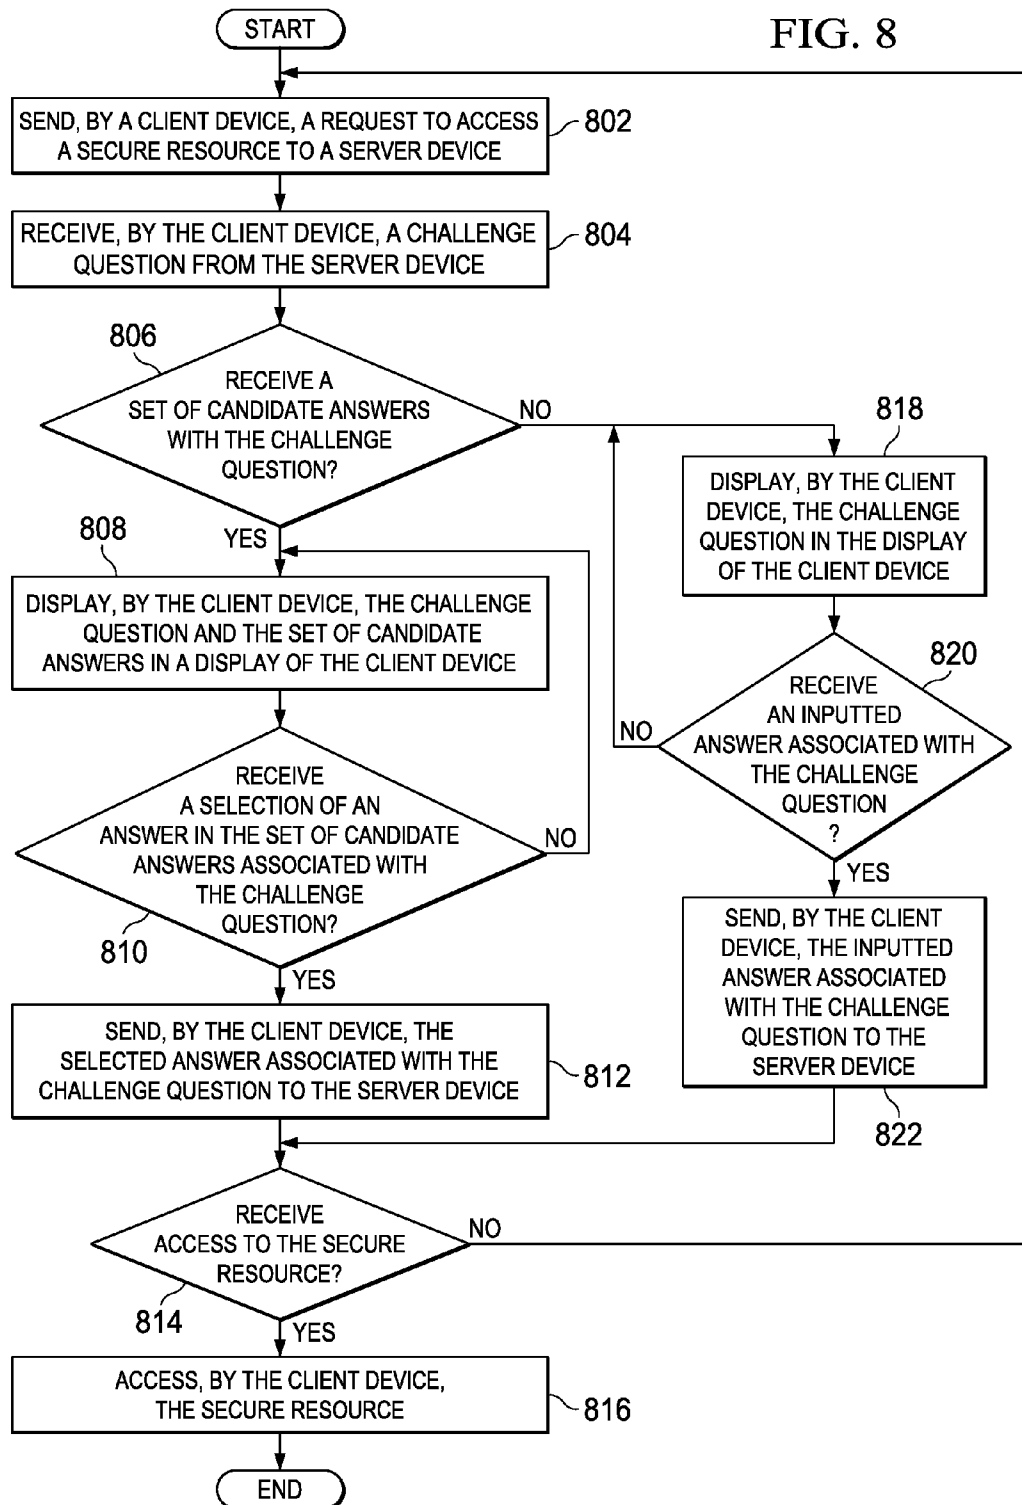 START
FIG. 8
SEND, BY A CLIENT DEVICE, A REQUEST TO ACCESS
A SECURE RESOURCE TO A SERVER DEVICE
802
RECEIVE, BY THE CLIENT DEVICE, A CHALLENGE
QUESTION FROM THE SERVER DEVICE
804
806
RECEIVE A
SET OF CANDIDATE ANSWERS
WITH THE CHALLENGE
QUESTION?
NO
YES
808
DISPLAY, BY THE CLIENT DEVICE, THE CHALLENGE
QUESTION AND THE SET OF CANDIDATE
ANSWERS IN A DISPLAY OF THE CLIENT DEVICE
RECEIVE
A SELECTION OF AN
ANSWER IN THE SET OF CANDIDATE
ANSWERS ASSOCIATED WITH
THE CHALLENGE
QUESTION?
NO
810
YES
SEND, BY THE CLIENT DEVICE, THE
SELECTED ANSWER ASSOCIATED WITH THE
CHALLENGE QUESTION TO THE SERVER DEVICE
812
818
DISPLAY, BY THE CLIENT
DEVICE, THE CHALLENGE
QUESTION IN THE DISPLAY
OF THE CLIENT DEVICE
820
RECEIVE
AN INPUTTED
ANSWER ASSOCIATED WITH
THE CHALLENGE
QUESTION
?
NO
YES
SEND, BY THE CLIENT
DEVICE, THE INPUTTED
ANSWER ASSOCIATED
WITH THE CHALLENGE
QUESTION TO THE
SERVER DEVICE
822
RECEIVE
ACCESS TO THE SECURE
RESOURCE?
NO
814
YES
ACCESS, BY THE CLIENT DEVICE,
THE SECURE RESOURCE
816
END